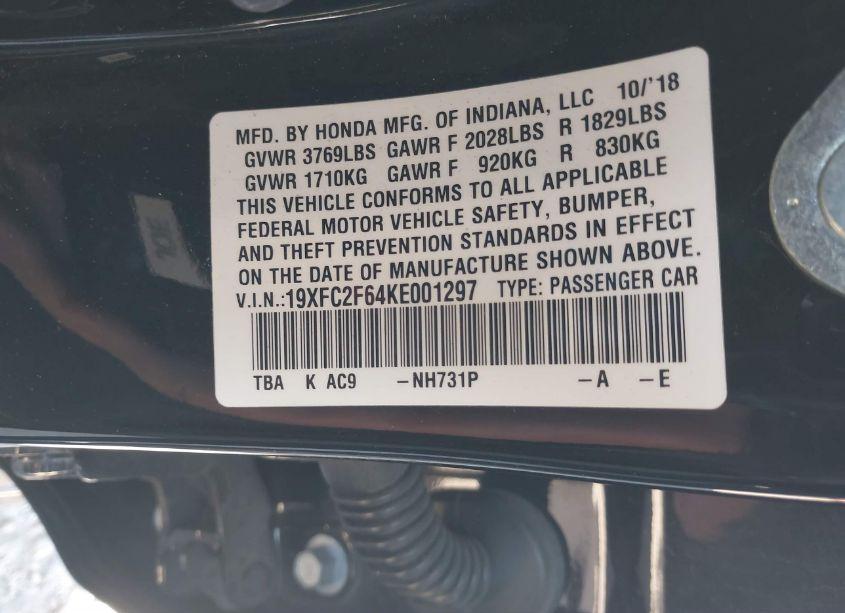 MFD. BY HONDA MFG. OF INDIANA, LLC 10/'18
GVWR 3769LBS GAWR F 2028LBS R 1829LBS
GVWR 1710KG GAWR F 920KG R 830KG
THIS VEHICLE CONFORMS TO ALL APPLICABLE
FEDERAL MOTOR VEHICLE SAFETY, BUMPER,
AND THEFT PREVENTION STANDARDS IN EFFECT
ON THE DATE OF MANUFACTURE SHOWN ABOVE.
V.I.N.:19XFC2F64KE001297 TYPE: PASSENGER CAR
TBA K AC9 -NH731P -A -E